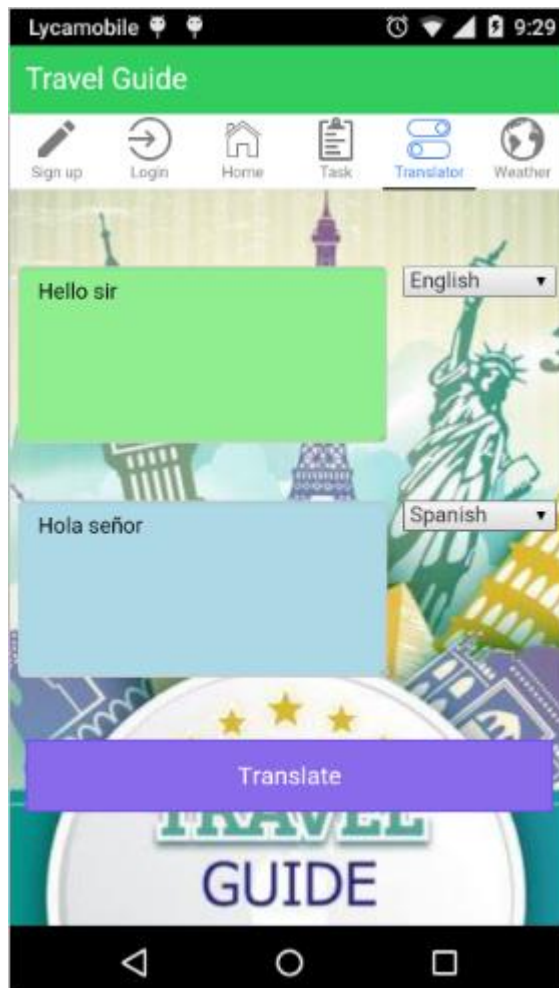 Lycamobile 9:29
Travel Guide
Sign up Login Home Task Translator Weather
Hello sir
English
Hola señor
Spanish
Translate
TRAVEL
GUIDE